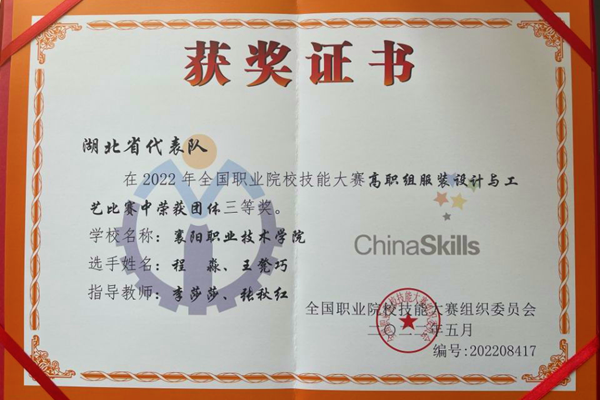 获奖证书
湖北省代表队
在2022年全国职业院校技能大赛高职组服装设计与工
艺比赛中荣获团体三等奖。
学校名称：襄阳职业技术学院
ChinaSkills
选手姓名：程淼、王凳巧
指导教师：李莎莎、张秋红
全国职业院校技能大赛组织委员会
二〇二二年五月
编号:202208417